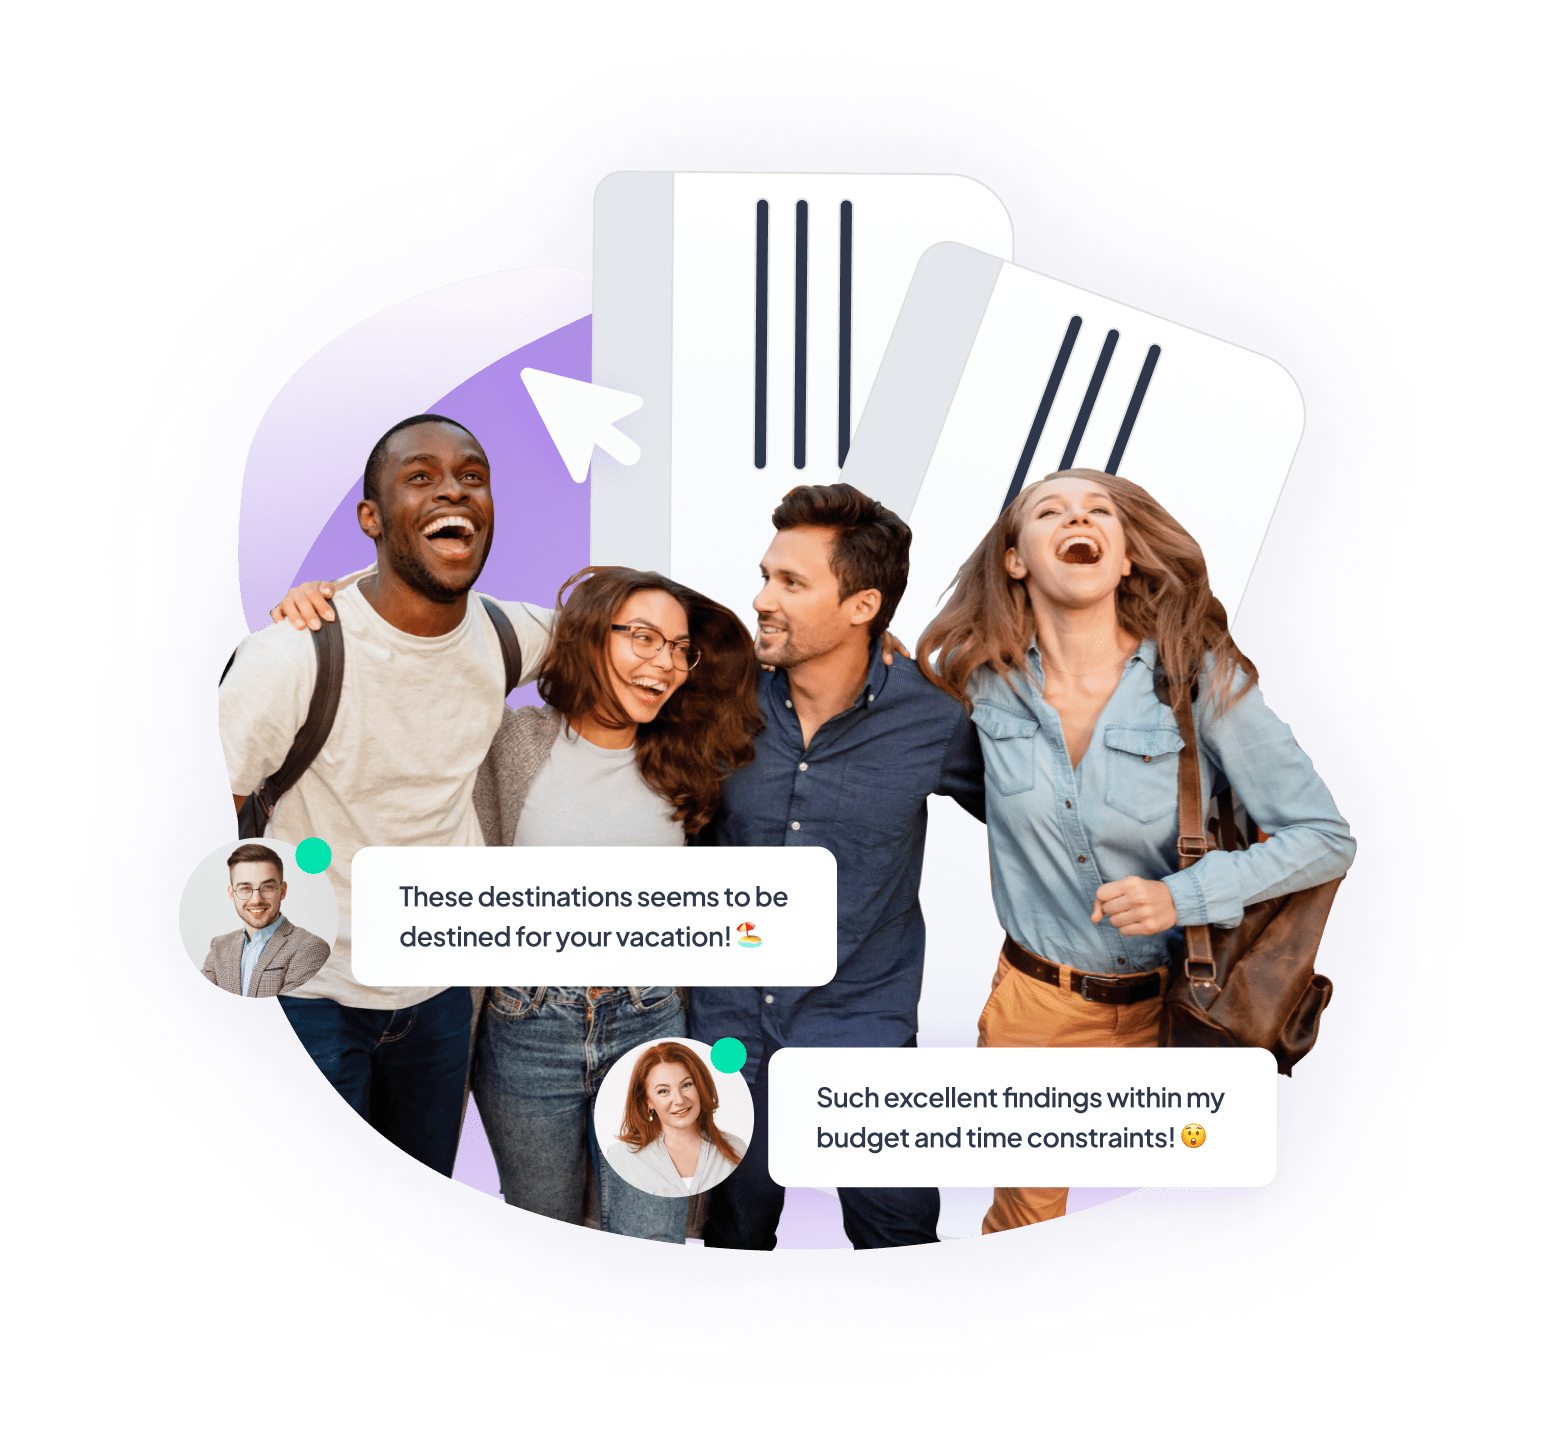 These destinations seems to be
destined for your vacation! 🏖️
Such excellent findings within my
budget and time constraints! 😲